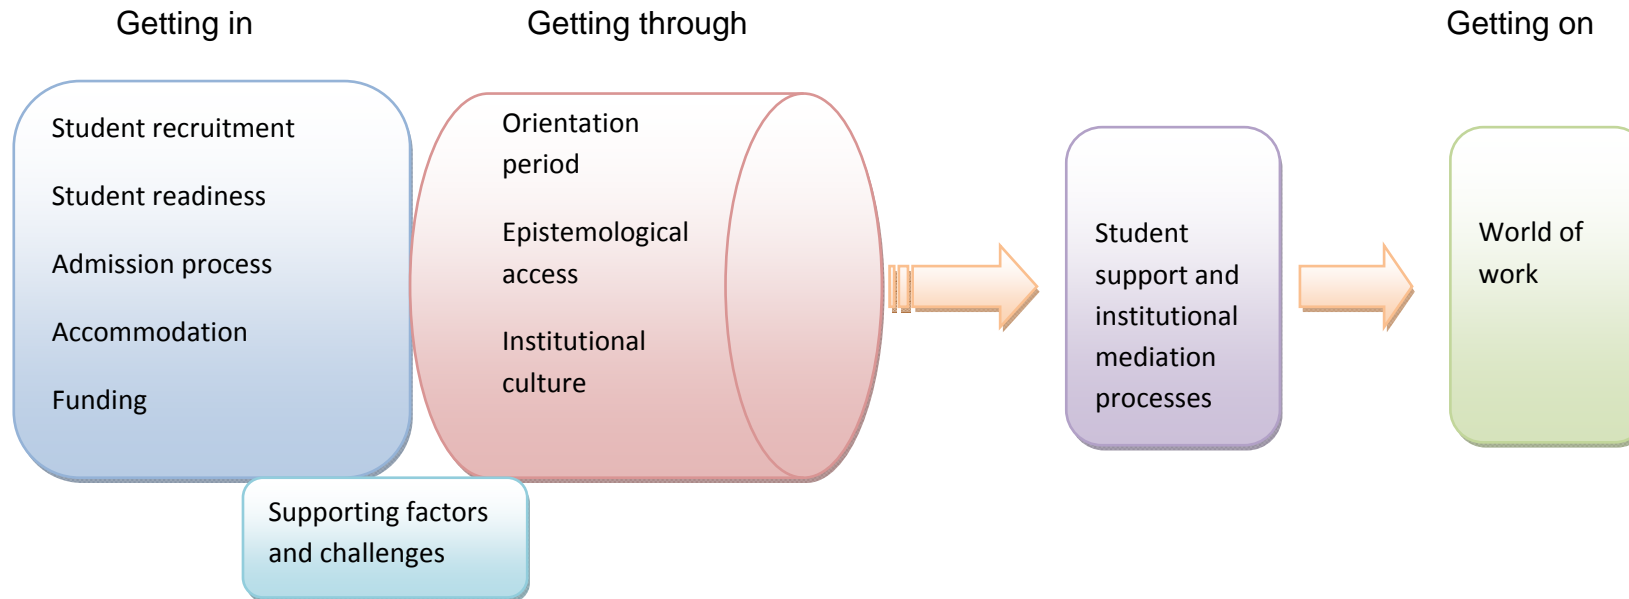 Getting in
Getting through
Getting on
Student recruitment
Student readiness
Admission process
Accommodation
Funding
Orientation
period
Epistemological
access
Institutional
culture
Supporting factors
and challenges
Student
support and
institutional
mediation
processes
World of
work